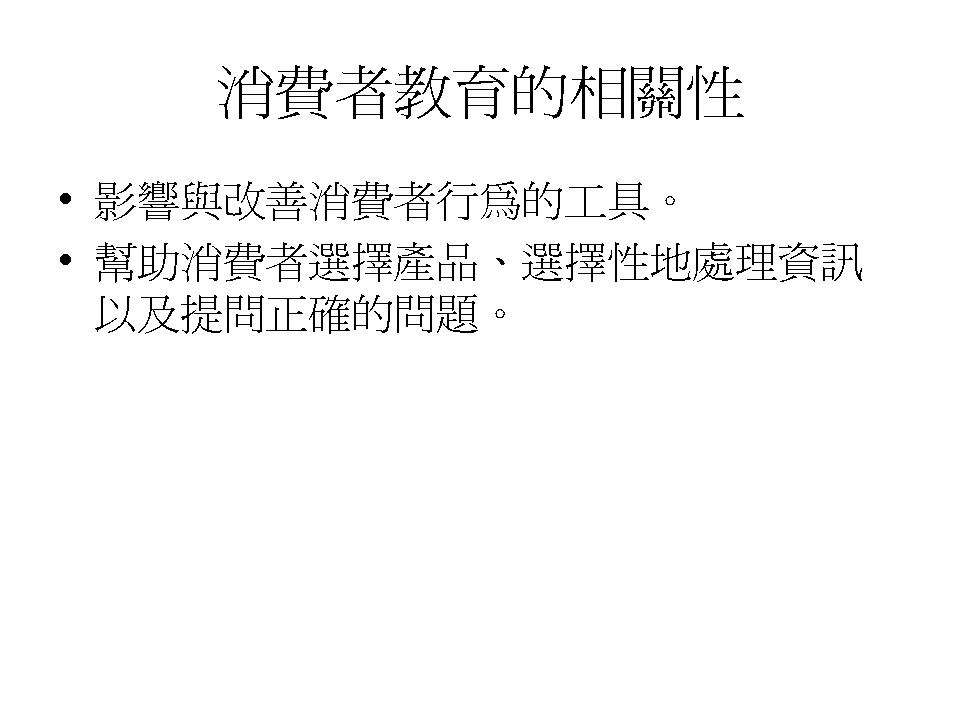 消費者教育的相關性
• 影響與改善消費者行為的工具。
• 幫助消費者選擇產品、選擇性地處理資訊
以及提問正確的問題。